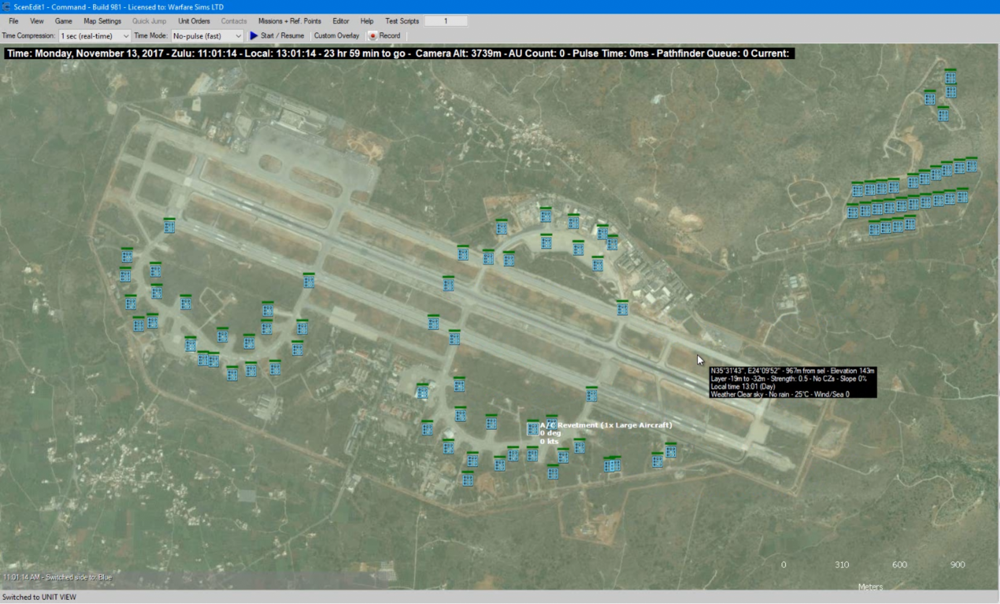 ScenEdit1 - Command - Build 981 - Licensed to: Warfare Sims LTD
File View Game Map Settings Quick Jump Unit Orders Contacts Missions + Ref. Points Editor Help Test Scripts 1
Time Compression: 1 sec (real-time) Time Mode: No-pulse (fast) Start / Resume Custom Overlay Record
Time: Monday, November 13, 2017 - Zulu: 11:01:14 - Local: 13:01:14 - 23 hr 59 min to go - Camera Alt: 3739m - AU Count: 0 - Pulse Time: 0ms - Pathfinder Queue: 0 Current:
N35°31'43", E24°09'52" - 967m from sel - Elevation 143m
Layer -19m to -32m - Strength: 0.5 - No CZs - Slope 0%
Local time 13:01 (Day)
Weather Clear sky - No rain - 25°C - Wind/Sea 0
A/C Revetment (1x Large Aircraft)
0 deg
0 kts
0 310 600 900
Meters
11:01:14 AM - Switched side to: Blue
Switched to UNIT VIEW